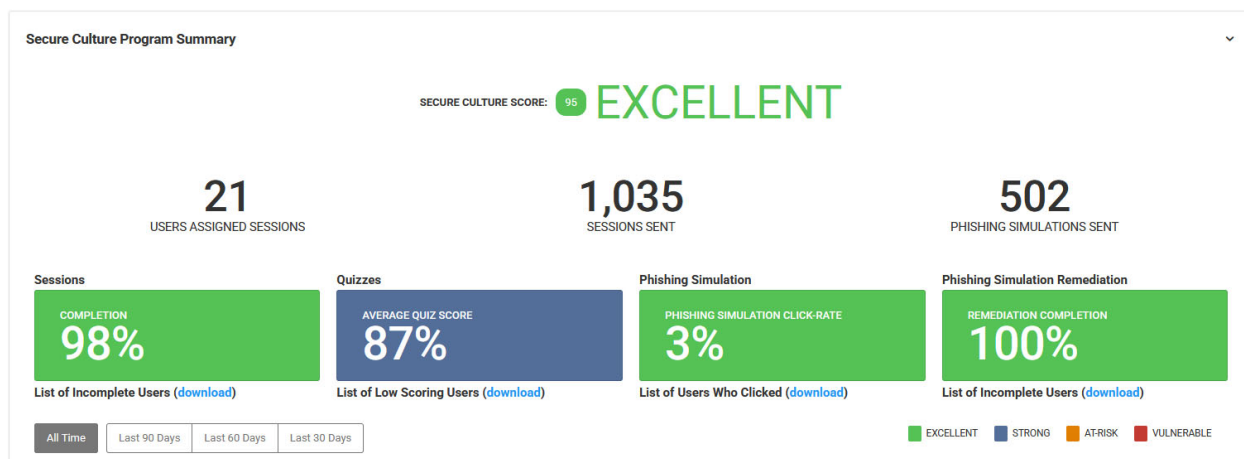 Secure Culture Program Summary
SECURE CULTURE SCORE: 95 EXCELLENT
21 1,035 502
USERS ASSIGNED SESSIONS SESSIONS SENT PHISHING SIMULATIONS SENT
Sessions Quizzes Phishing Simulation Phishing Simulation Remediation
COMPLETION AVERAGE QUIZ SCORE PHISHING SIMULATION CLICK-RATE REMEDIATION COMPLETION
98% 87% 3% 100%
List of Incomplete Users (download) List of Low Scoring Users (download) List of Users Who Clicked (download) List of Incomplete Users (download)
All Time Last 90 Days Last 60 Days Last 30 Days EXCELLENT STRONG AT-RISK VULNERABLE